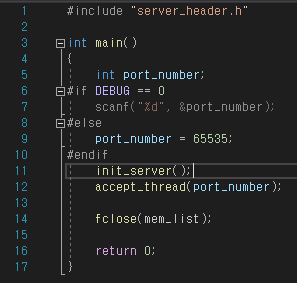 1 #include "server_header.h"
2
3 int main()
4 {
5 int port_number;
6 #if DEBUG == 0
7 scanf("%d", &port_number);
8 #else
9 port_number = 65535;
10 #endif
11 init_server();
12 accept_thread(port_number);
13
14 fclose(mem_list);
15
16 return 0;
17 }